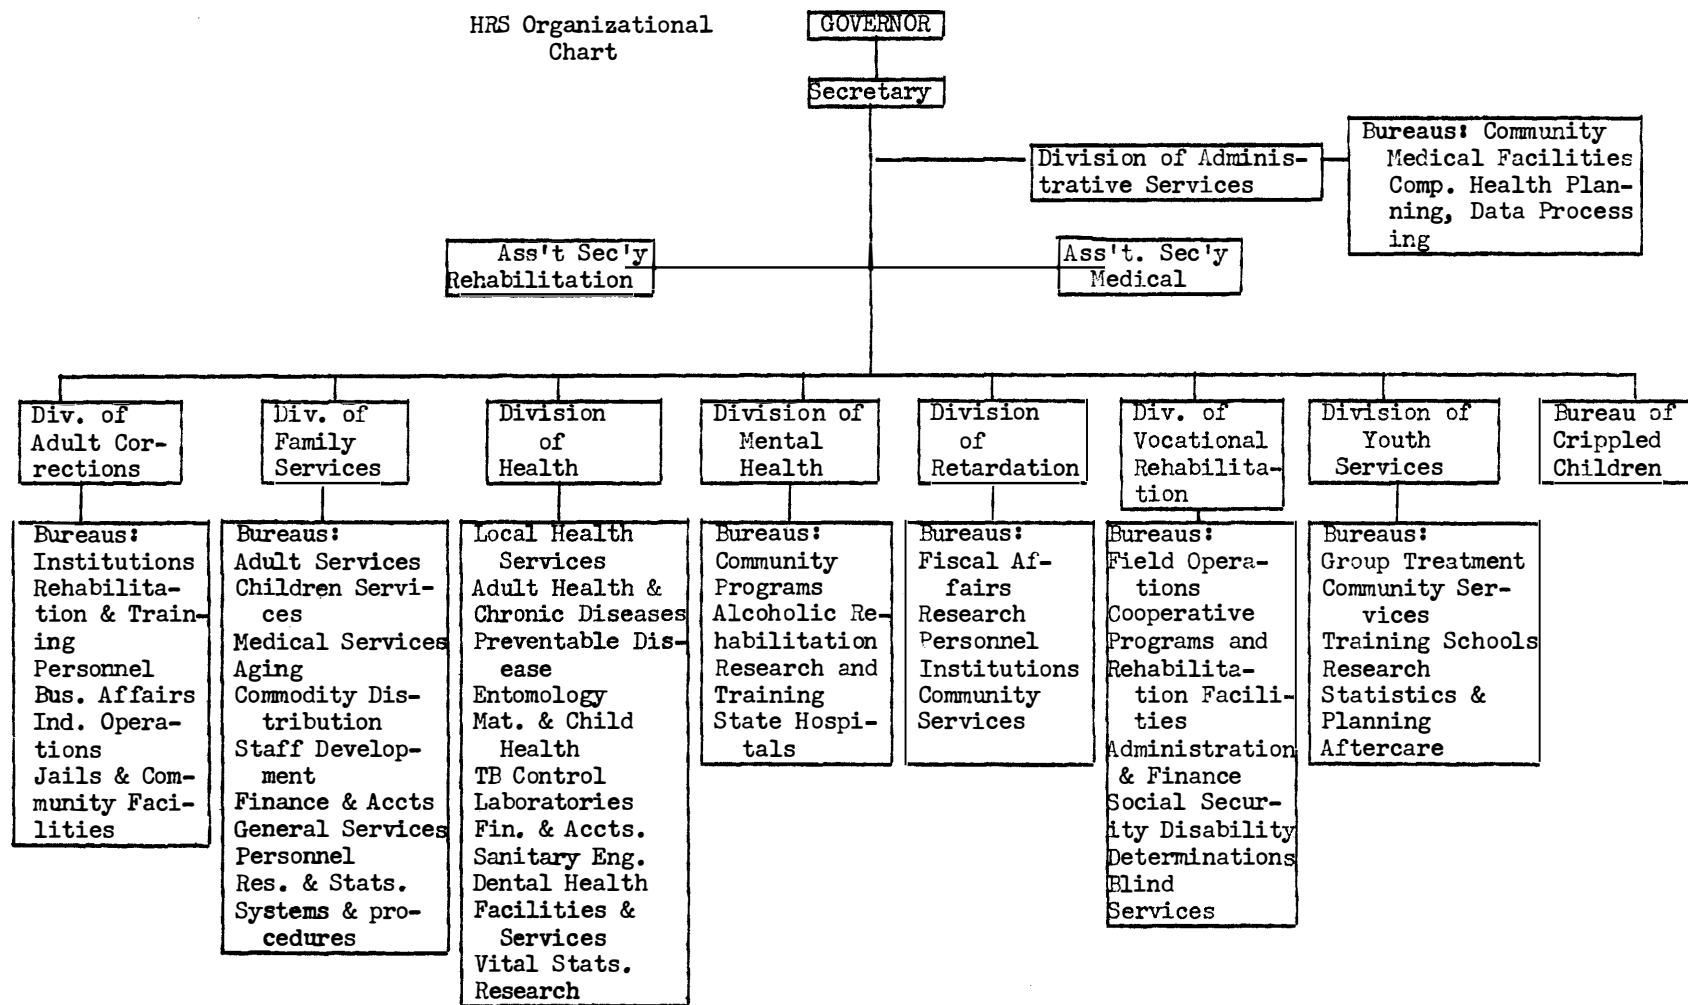 HRS Organizational
Chart
GOVERNOR
Secretary
Division of Adminis-
trative Services
Bureaus: Community
Medical Facilities
Comp. Health Plan-
ning, Data Process
ing
Ass't Sec'y
Rehabilitation
Ass't. Sec'y
Medical
Div. of
Adult Cor-
rections
Div. of
Family
Services
Division
of
Health
Division of
Mental
Health
Division
of
Retardation
Div. of
Vocational
Rehabilita-
tion
Division of
Youth
Services
Bureau of
Crippled
Children
Bureaus:
Institutions
Rehabilita-
tion & Train-
ing
Personnel
Bus. Affairs
Ind. Opera-
tions
Jails & Com-
munity Faci-
lities
Bureaus:
Adult Services
Children Servi-
ces
Medical Services
Aging
Commodity Dis-
tribution
Staff Develop-
ment
Finance & Accts
General Services
Personnel
Res. & Stats.
Systems & pro-
cedures
Local Health
Services
Adult Health &
Chronic Diseases
Preventable Dis-
ease
Entomology
Mat. & Child
Health
TB Control
Laboratories
Fin. & Accts.
Sanitary Eng.
Dental Health
Facilities &
Services
Vital Stats.
Research
Bureaus:
Community
Programs
Alcoholic Re-
habilitation
Research and
Training
State Hospi-
tals
Bureaus:
Fiscal Af-
fairs
Research
Personnel
Institutions
Community
Services
Bureaus:
Field Opera-
tions
Cooperative
Programs and
Rehabilita-
tion Facili-
ties
Administration
& Finance
Social Secur-
ity Disability
Determinations
Blind
Services
Bureaus:
Group Treatment
Community Ser-
vices
Training Schools
Research
Statistics &
Planning
Aftercare